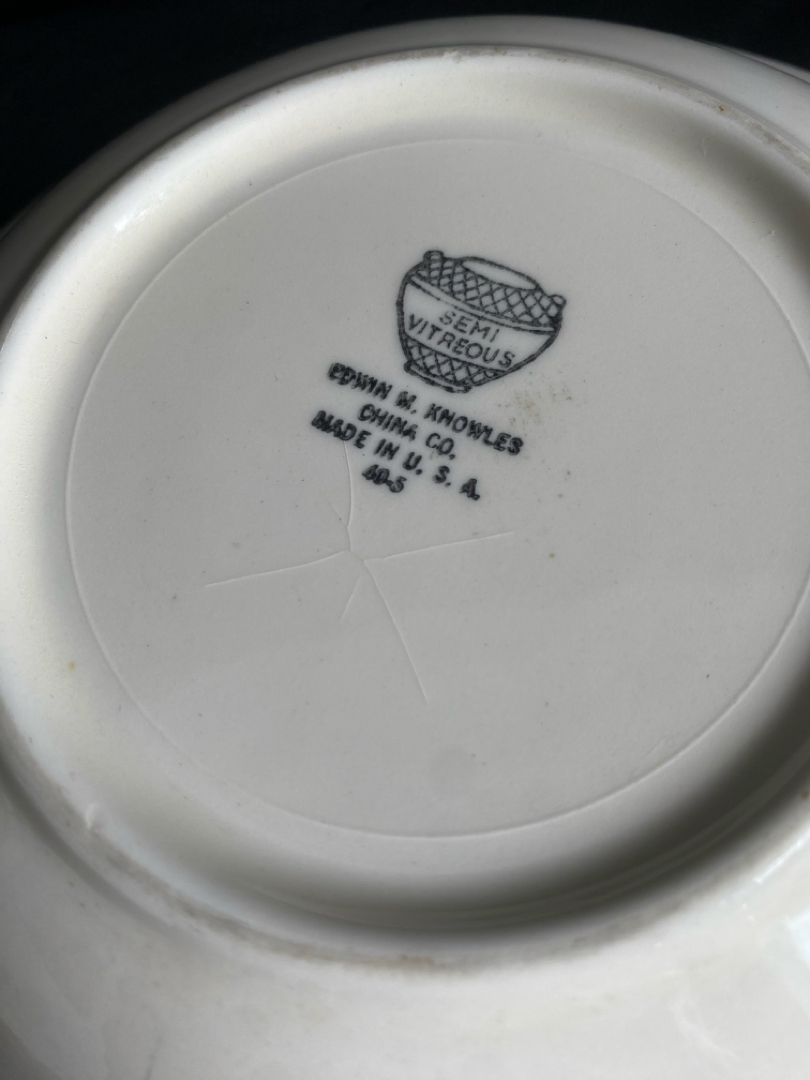 SEMI
VITREOUS
EDWIN M. KNOWLES
CHINA CO.
MADE IN U. S. A.
40-5